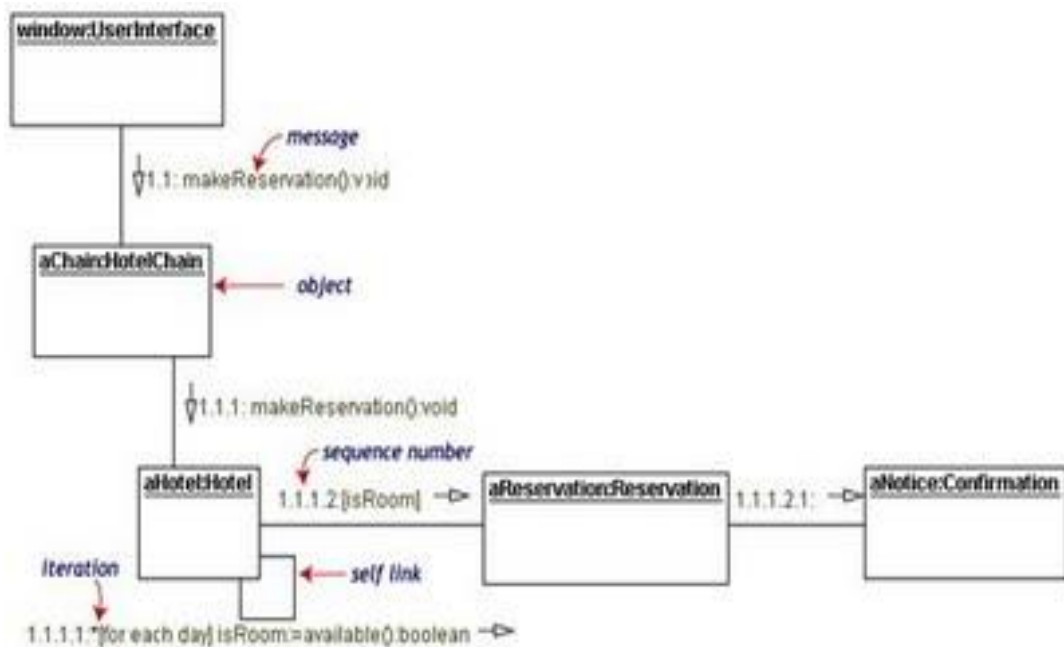 window:UserInterface
message
1.1: makeReservation():void
aChain:HotelChain
object
1.1.1: makeReservation():void
sequence number
aHotel:Hotel
1.1.1.2:[isRoom]
aReservation:Reservation
1.1.1.2.1:
aNotice:Confirmation
iteration
self link
1.1.1.1:*[for each day] isRoom:=available():boolean